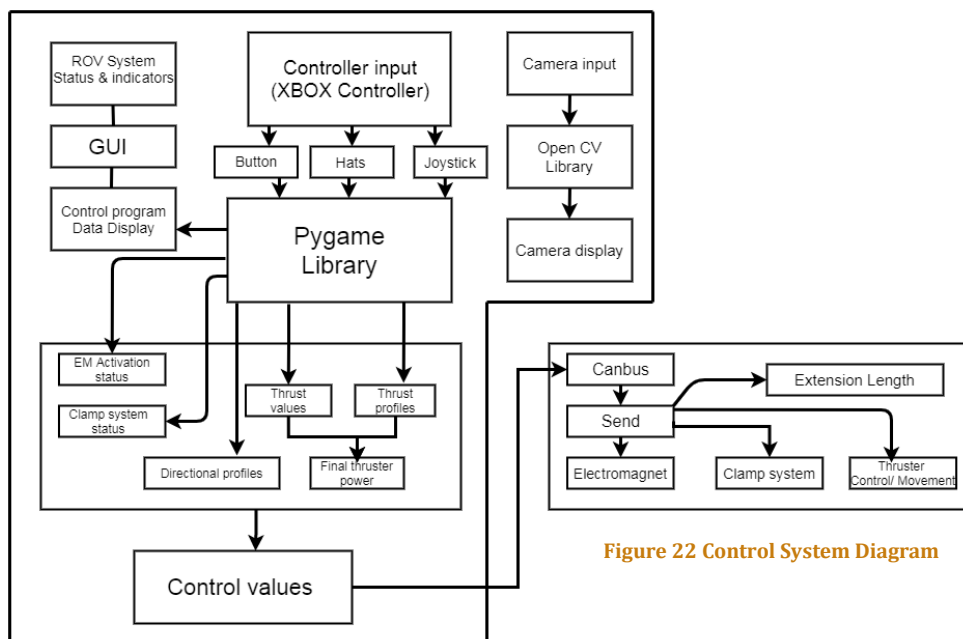 ROV System
Status & indicators
GUI
Control program
Data Display
Controller input
(XBOX Controller)
Button
Hats
Joystick
Pygame
Library
Camera input
Open CV
Library
Camera display
EM Activation
status
Clamp system
status
Thrust
values
Thrust
profiles
Directional profiles
Final thruster
power
Control values
Canbus
Send
Extension Length
Electromagnet
Clamp system
Thruster
Control/ Movement
Figure 22 Control System Diagram